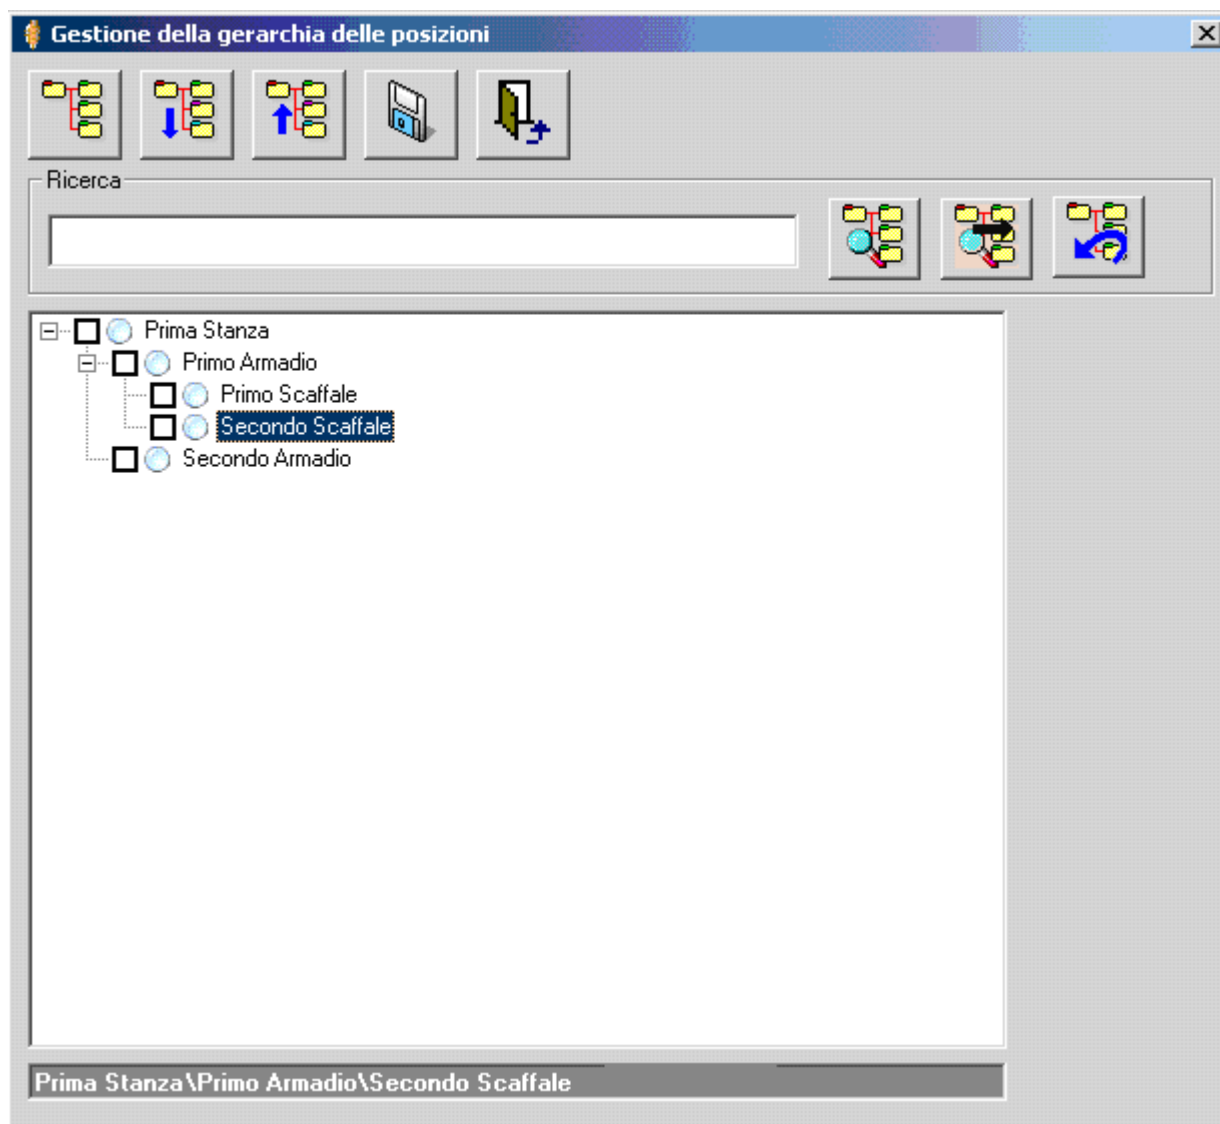 Gestione della gerarchia delle posizioni
Ricerca
Prima Stanza
Primo Armadio
Primo Scaffale
Secondo Scaffale
Secondo Armadio
Prima Stanza\Primo Armadio\Secondo Scaffale